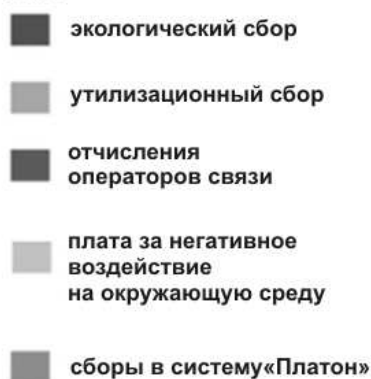 экологический сбор
утилизационный сбор
отчисления
операторов связи
плата за негативное
воздействие
на окружающую среду
сборы в систему«Платон»